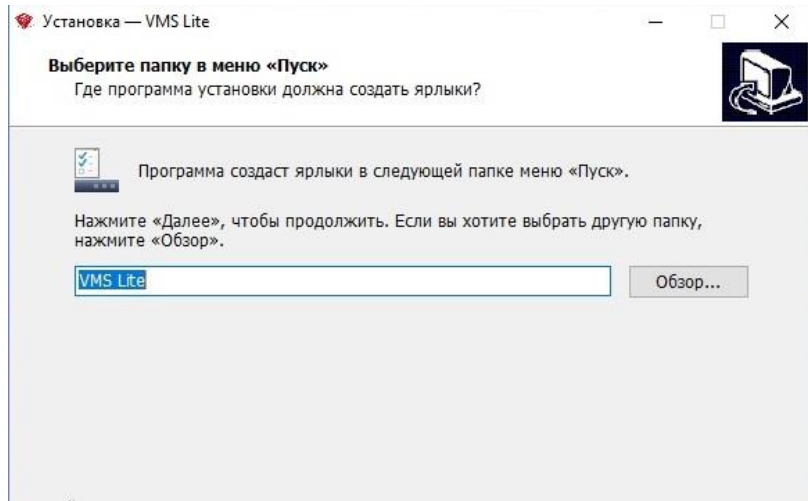 Установка — VMS Lite
Выберите папку в меню «Пуск»
Где программа установки должна создать ярлыки?
Программа создаст ярлыки в следующей папке меню «Пуск».
Нажмите «Далее», чтобы продолжить. Если вы хотите выбрать другую папку,
нажмите «Обзор».
VMS Lite
Обзор...